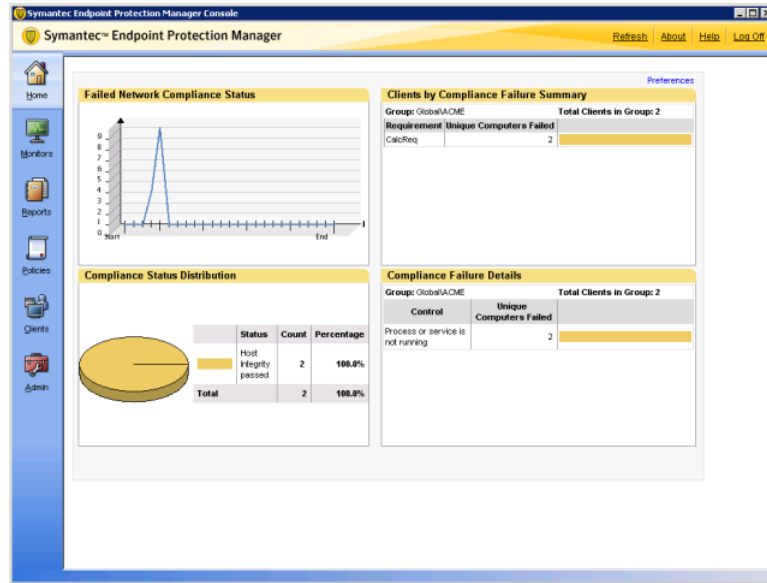 Symantec Endpoint Protection Manager Console
Symantec™ Endpoint Protection Manager
Refresh About Help Log Off
Home
Monitors
Reports
Policies
Clients
Admin
Preferences
Failed Network Compliance Status
9
8
7
6
5
4
3
2
1
0
Start
End
Clients by Compliance Failure Summary
Group: Global\ACME Total Clients in Group: 2
Requirement Unique Computers Failed
CalcReq 2
Compliance Status Distribution
Status Count Percentage
Host Integrity passed 2 100.0%
Total 2 100.0%
Compliance Failure Details
Group: Global\ACME Total Clients in Group: 2
Control Unique Computers Failed
Process or service is not running 2